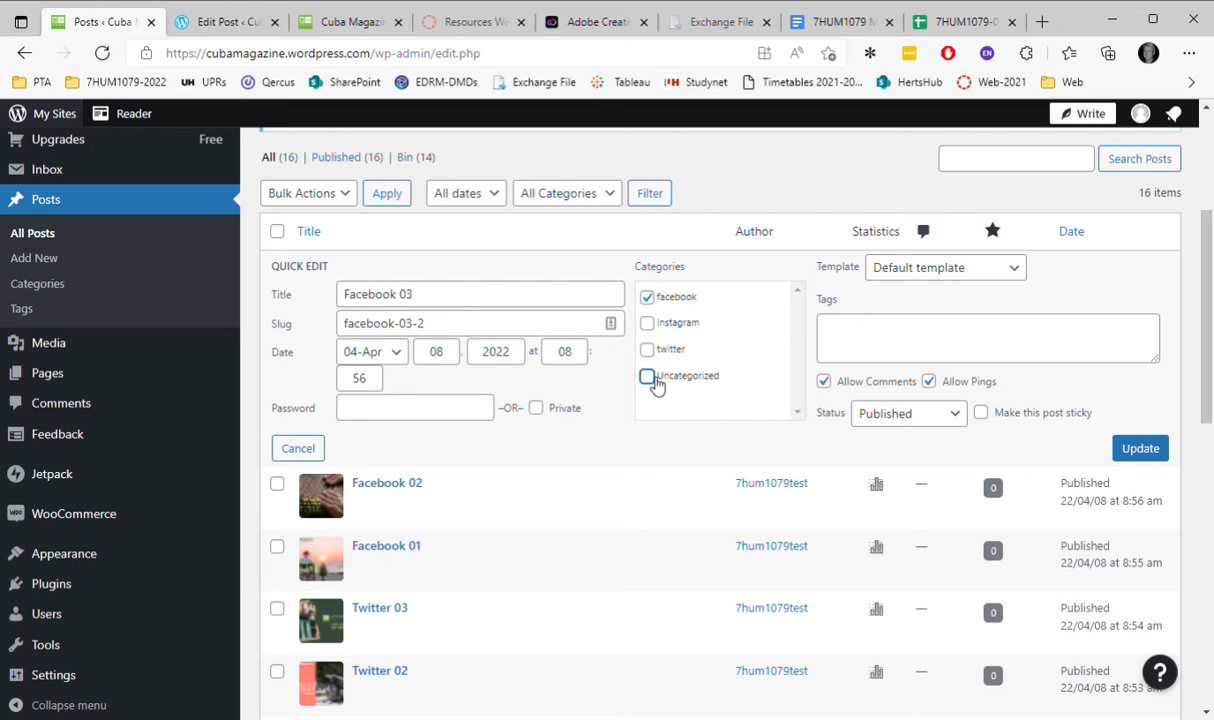 Posts ‹ Cuba M
Edit Post ‹ Cu
Cuba Magazin
Resources We
Adobe Creati
Exchange File
7HUM1079 M
7HUM1079-0
https://cubamagazine.wordpress.com/wp-admin/edit.php
PTA
7HUM1079-2022
UH UPRs
Qercus
SharePoint
EDRM-DMDs
Exchange File
Tableau
Studynet
Timetables 2021-20...
HertsHub
Web-2021
Web
My Sites
Reader
Write
Upgrades Free
Inbox
Posts
All Posts
Add New
Categories
Tags
Media
Pages
Comments
Feedback
Jetpack
WooCommerce
Appearance
Plugins
Users
Tools
Settings
Collapse menu
All (16) | Published (16) | Bin (14)
Search Posts
Bulk Actions
Apply
All dates
All Categories
Filter
16 items
Title
Author
Statistics
Date
QUICK EDIT
Title Facebook 03
Slug facebook-03-2
Date 04-Apr 08 , 2022 at 08 :
56
Password –OR– Private
Categories
facebook
instagram
twitter
Uncategorized
Template Default template
Tags
Allow Comments Allow Pings
Status Published Make this post sticky
Cancel
Update
Facebook 02 7hum1079test — 0 Published
22/04/08 at 8:56 am
Facebook 01 7hum1079test — 0 Published
22/04/08 at 8:55 am
Twitter 03 7hum1079test — 0 Published
22/04/08 at 8:54 am
Twitter 02 7hum1079test — 0 Published
22/04/08 at 8:53 am
?